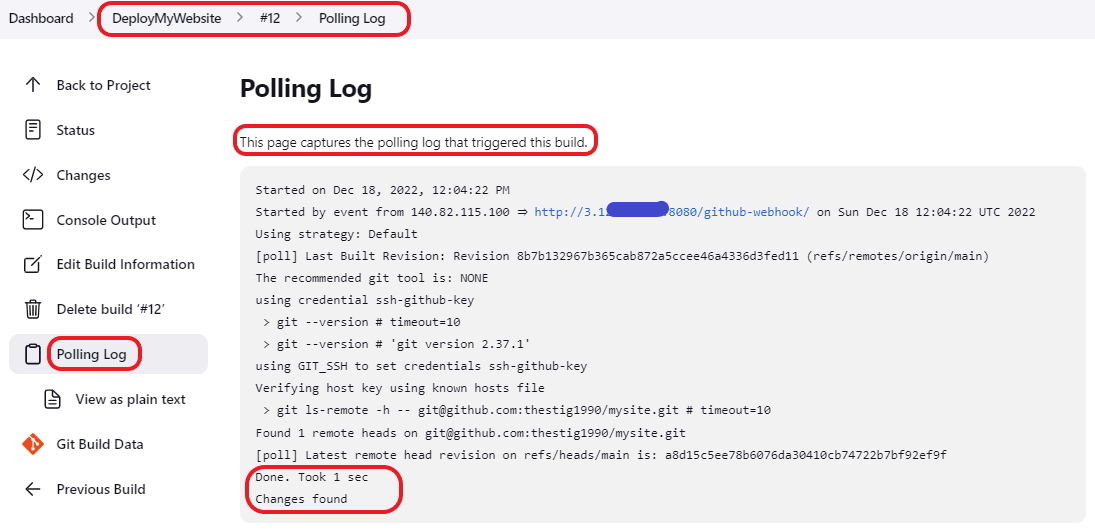 Dashboard > DeployMyWebsite > #12 > Polling Log
Back to Project
Status
Changes
Console Output
Edit Build Information
Delete build ‘#12’
Polling Log
View as plain text
Git Build Data
Previous Build
Polling Log
This page captures the polling log that triggered this build.
Started on Dec 18, 2022, 12:04:22 PM
Started by event from 140.82.115.100 ⇒ http://3.1 8080/github-webhook/ on Sun Dec 18 12:04:22 UTC 2022
Using strategy: Default
[poll] Last Built Revision: Revision 8b7b132967b365cab872a5ccee46a4336d3fed11 (refs/remotes/origin/main)
The recommended git tool is: NONE
using credential ssh-github-key
> git --version # timeout=10
> git --version # 'git version 2.37.1'
using GIT_SSH to set credentials ssh-github-key
Verifying host key using known hosts file
> git ls-remote -h -- git@github.com:thestig1990/mysite.git # timeout=10
Found 1 remote heads on git@github.com:thestig1990/mysite.git
[poll] Latest remote head revision on refs/heads/main is: a8d15c5ee78b6076da30410cb74722b7bf92ef9f
Done. Took 1 sec
Changes found